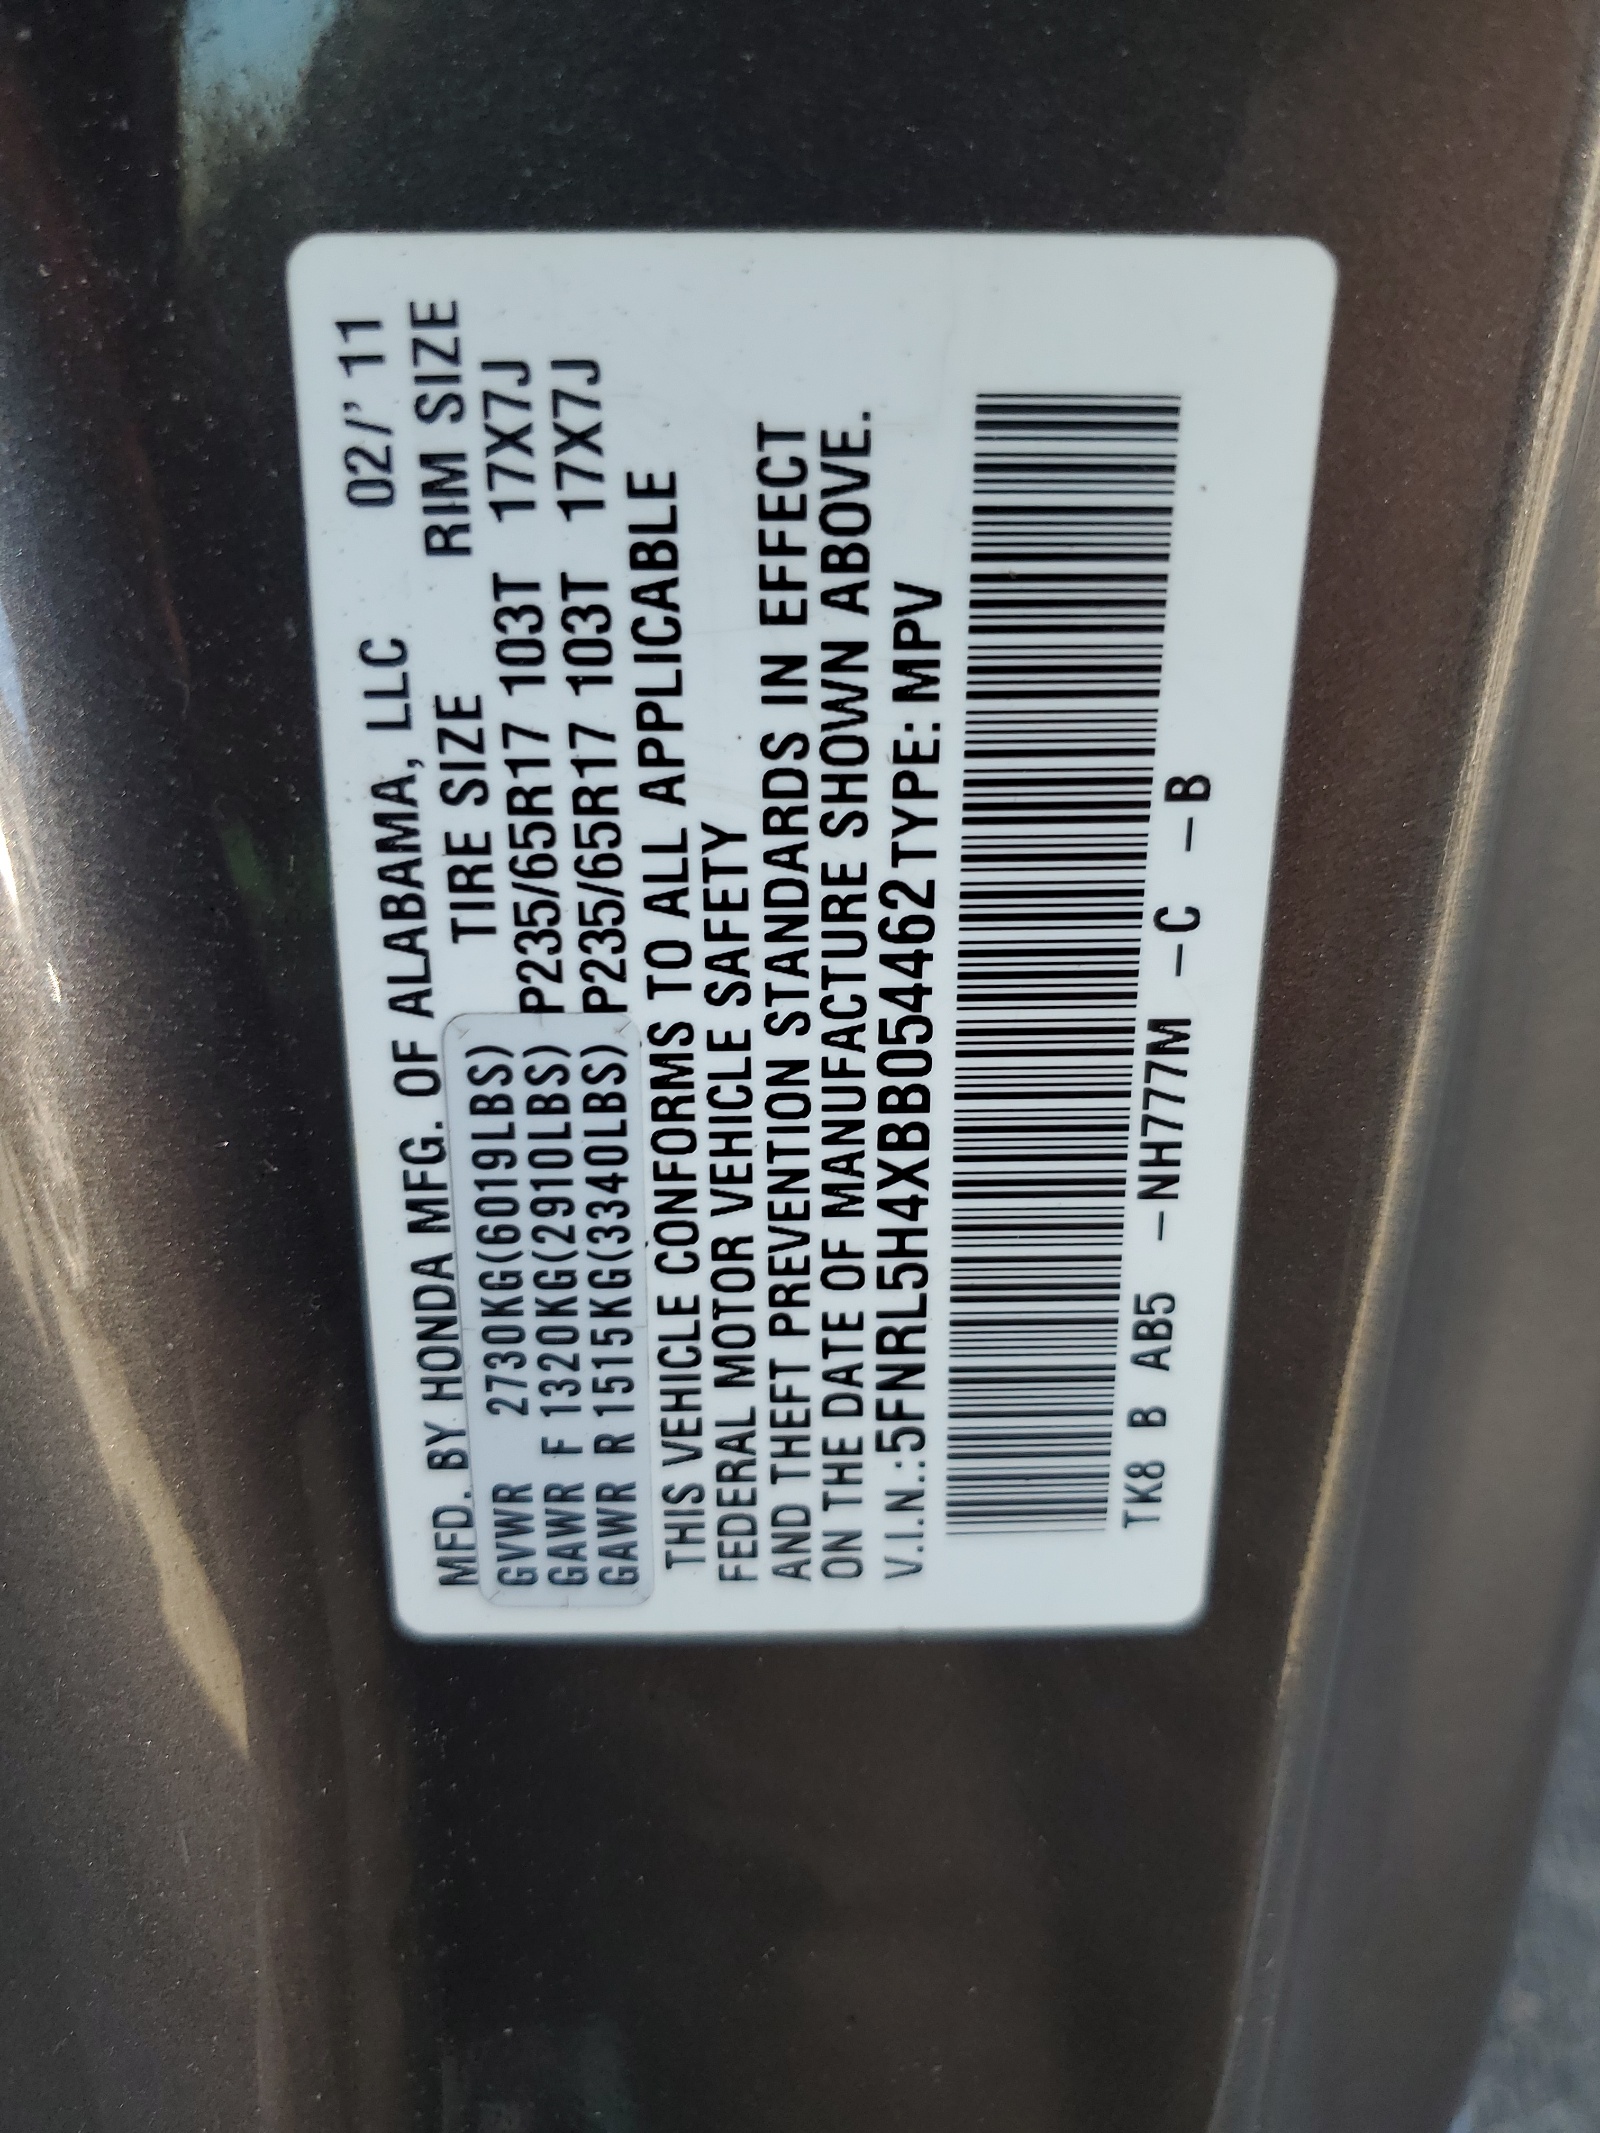 MFD. BY HONDA MFG. OF ALABAMA, LLC 02/' 11
TIRE SIZE RIM SIZE
GVWR 2730KG(6019LBS) P235/65R17 103T 17X7J
GAWR F 1320KG(2910LBS) P235/65R17 103T 17X7J
GAWR R 1515KG(3340LBS)
THIS VEHICLE CONFORMS TO ALL APPLICABLE
FEDERAL MOTOR VEHICLE SAFETY
AND THEFT PREVENTION STANDARDS IN EFFECT
ON THE DATE OF MANUFACTURE SHOWN ABOVE.
V.I.N.:5FNRL5H4XBB054462 TYPE: MPV
TK8 B AB5 -NH777M -C -B